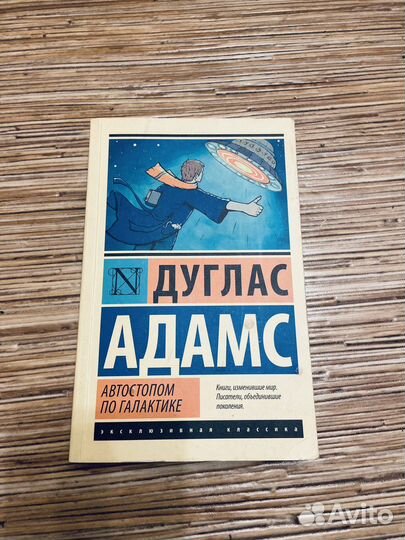 N
ДУГЛАС
АДАМС
АВТОСТОПОМ
ПО ГАЛАКТИКЕ
Книги, изменившие мир.
Писатели, объединившие
поколения.
эксклюзивная классика
Avito